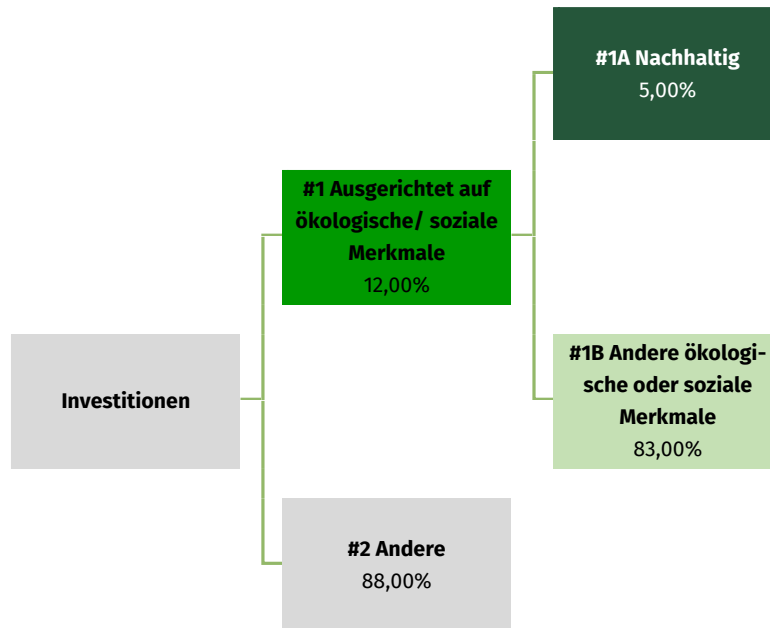 #1A Nachhaltig
5,00%
#1 Ausgerichtet auf
ökologische/ soziale
Merkmale
12,00%
Investitionen
#1B Andere ökologi-
sche oder soziale
Merkmale
83,00%
#2 Andere
88,00%